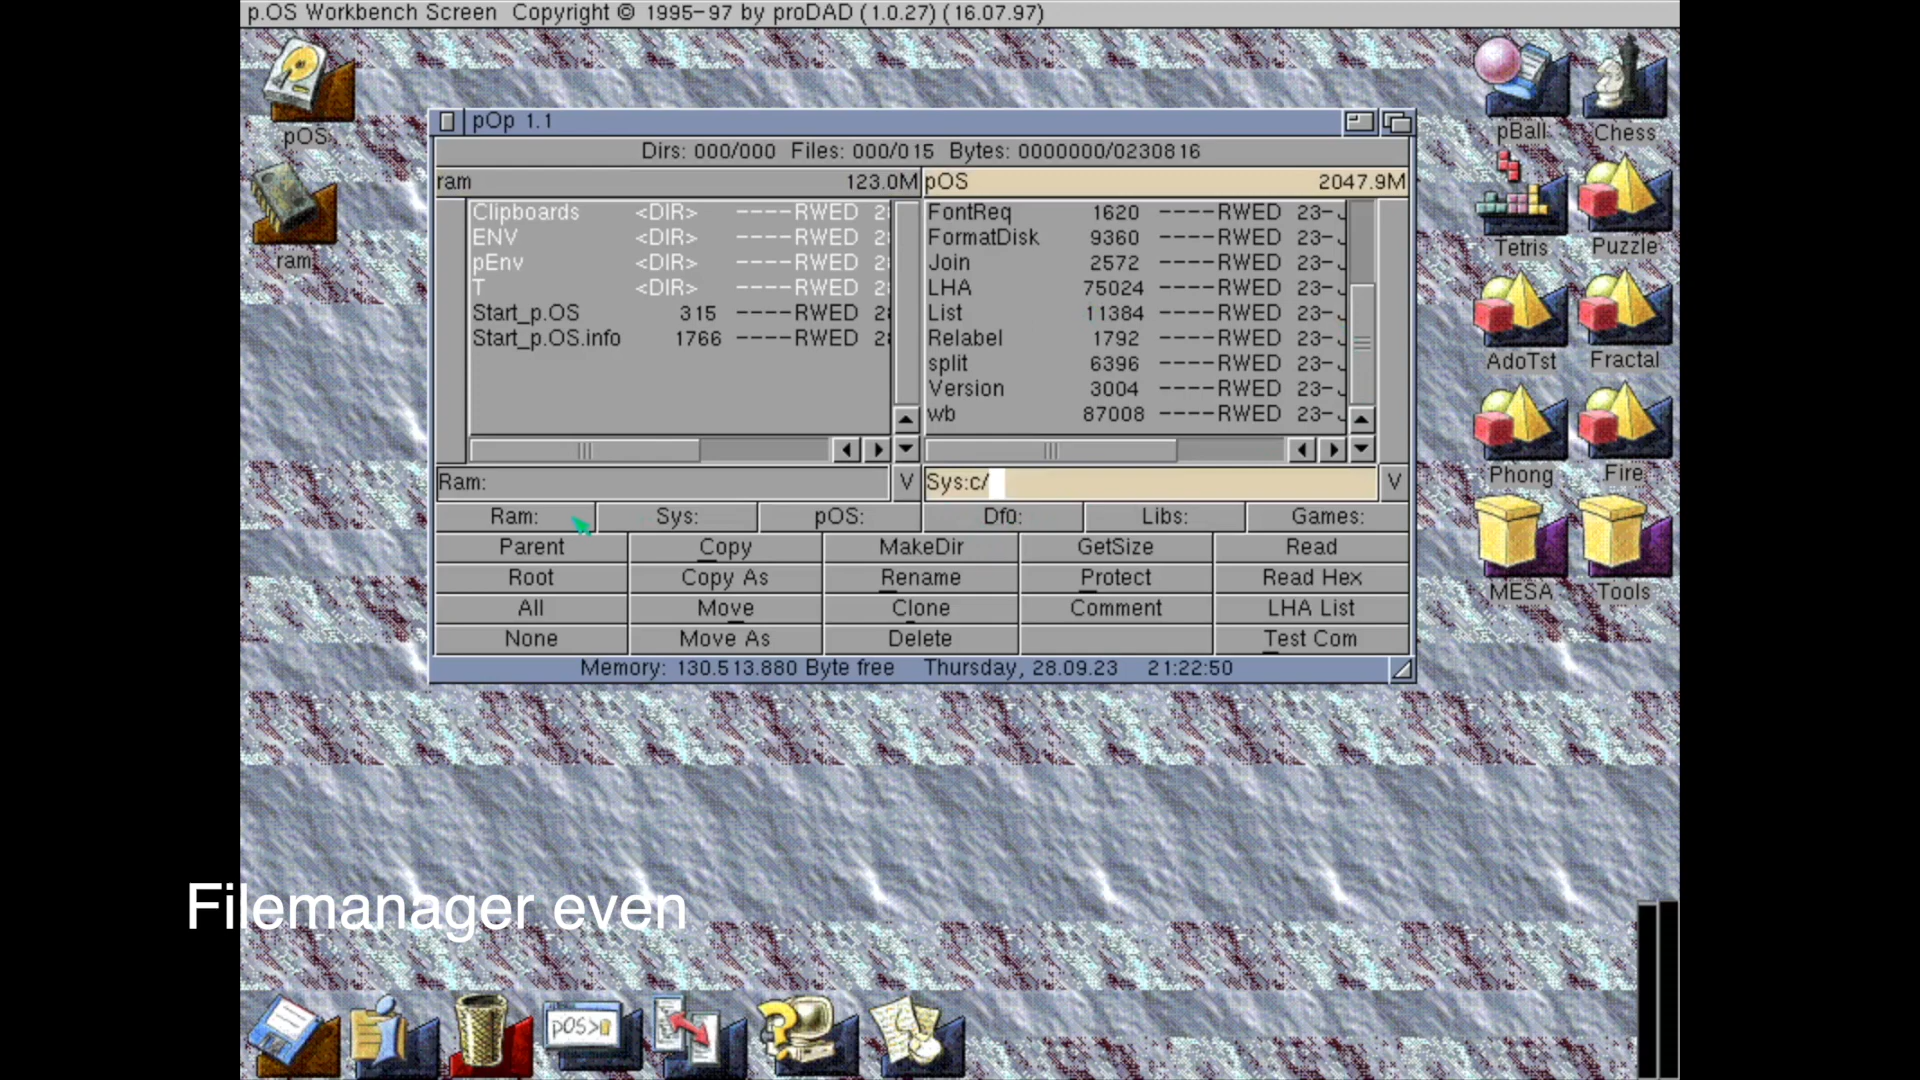 p.OS Workbench Screen Copyright © 1995-97 by proDAD (1.0.27) (16.07.97)
pOS
ram
pOp 1.1
Dirs: 000/000 Files: 000/015 Bytes: 0000000/0230816
ram 123.0M
Clipboards <DIR> ----RWED
ENV <DIR> ----RWED
pEnv <DIR> ----RWED
T <DIR> ----RWED
Start_p.OS 315 ----RWED
Start_p.OS.info 1766 ----RWED
Ram: V
pOS 2047.9M
FontReq 1620 ----RWED 23-
FormatDisk 9360 ----RWED 23-
Join 2572 ----RWED 23-
LHA 75024 ----RWED 23-
List 11384 ----RWED 23-
Relabel 1792 ----RWED 23-
split 6396 ----RWED 23-
Version 3004 ----RWED 23-
wb 87008 ----RWED 23-
Sys:c/ V
Ram: Sys: pOS: Df0: Libs: Games:
Parent Copy MakeDir GetSize Read
Root Copy As Rename Protect Read Hex
All Move Clone Comment LHA List
None Move As Delete Test Com
Memory: 130.513.880 Byte free Thursday, 28.09.23 21:22:50
pBall Chess
Tetris Puzzle
AdoTst Fractal
Phong Fire
MESA Tools
Filemanager even
pOS>